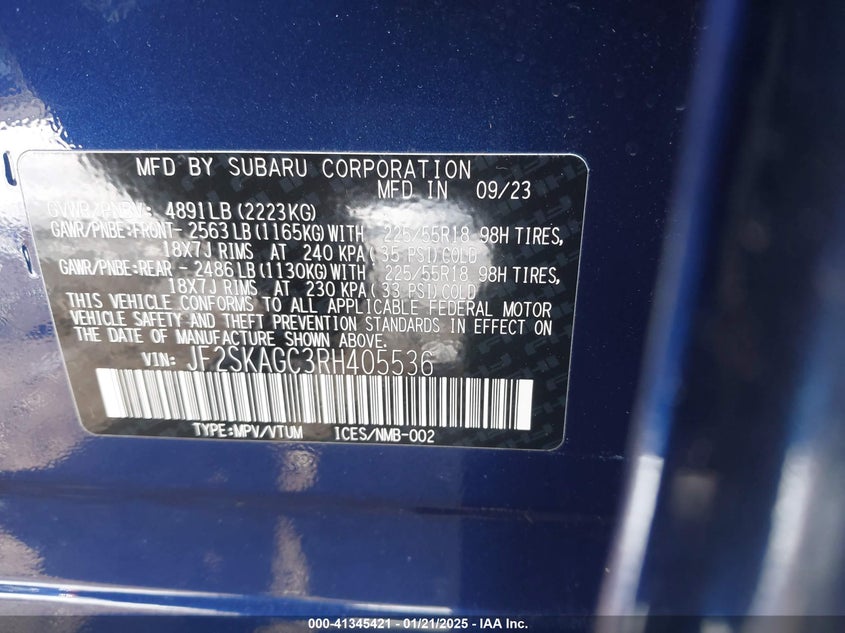 MFD BY SUBARU CORPORATION
MFD IN 09/23
GVWR/PNBV: 4891LB (2223KG)
GAWR/PNBE:FRONT- 2563 LB (1165KG) WITH 225/55R18 98H TIRES,
18X7J RIMS AT 240 KPA (35 PSI) COLD
GAWR/PNBE:REAR - 2486 LB (1130KG) WITH 225/55R18 98H TIRES,
18X7J RIMS AT 230 KPA (33 PSI) COLD
THIS VEHICLE CONFORMS TO ALL APPLICABLE FEDERAL MOTOR
VEHICLE SAFETY AND THEFT PREVENTION STANDARDS IN EFFECT ON
THE DATE OF MANUFACTURE SHOWN ABOVE.
VIN: JF2SKAGC3RH405536
TYPE:MPV/VTUM ICES/NMB-002
000-41345421 - 01/21/2025 - IAA Inc.